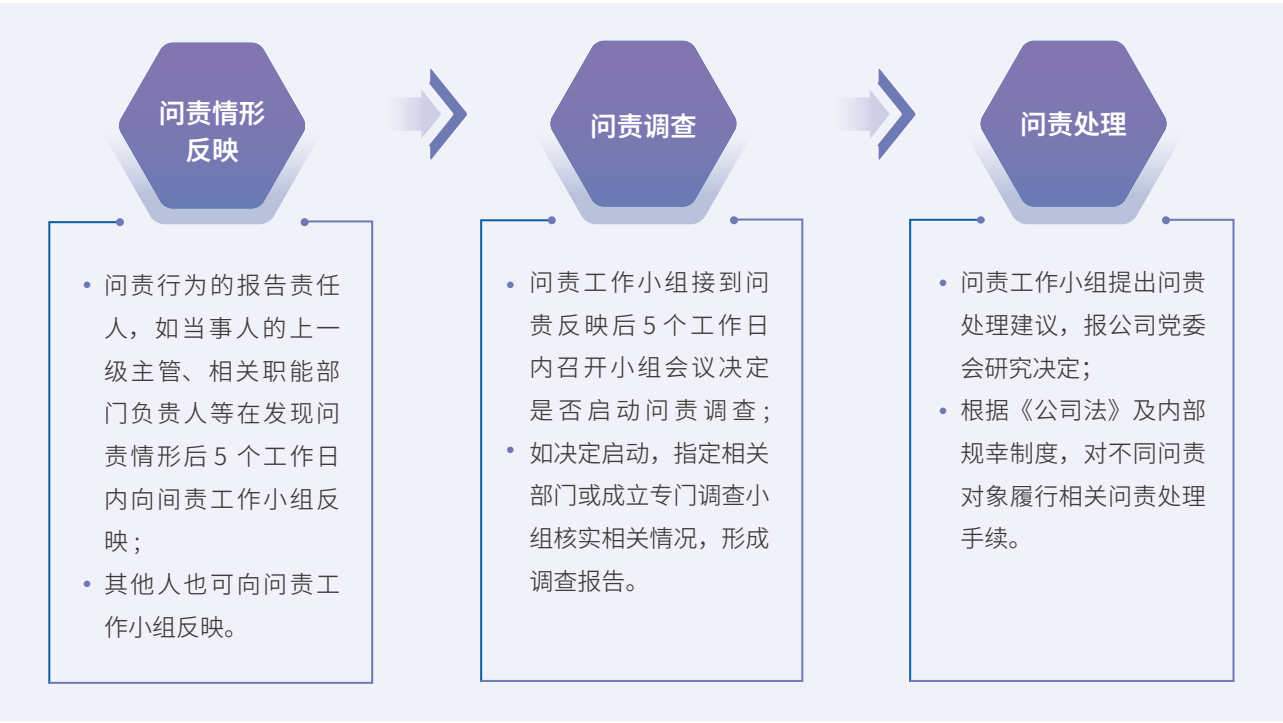 问责情形
反映
问责行为的报告责任
人，如当事人的上一
级主管、相关职能部
门负贵人等在发现问
责情形后5 个工作日
内向间责工作小组反
映；
其他人也可向问责工
作小组反映。
问责调查
问责工作小组接到问
贵反映后5个工作日
内召开小组会议决定
是否启动问责调查；
如决定启动，指定相关
部门或成立专门调查小
组核实相关情况，形成
调查报告。
问责处理
问责工作小组提出问贵
处理建议，报公司党委
会研究决定；
根据《公司法》及内部
规幸制度，对不同问责
对象履行相关问责处理
手续。